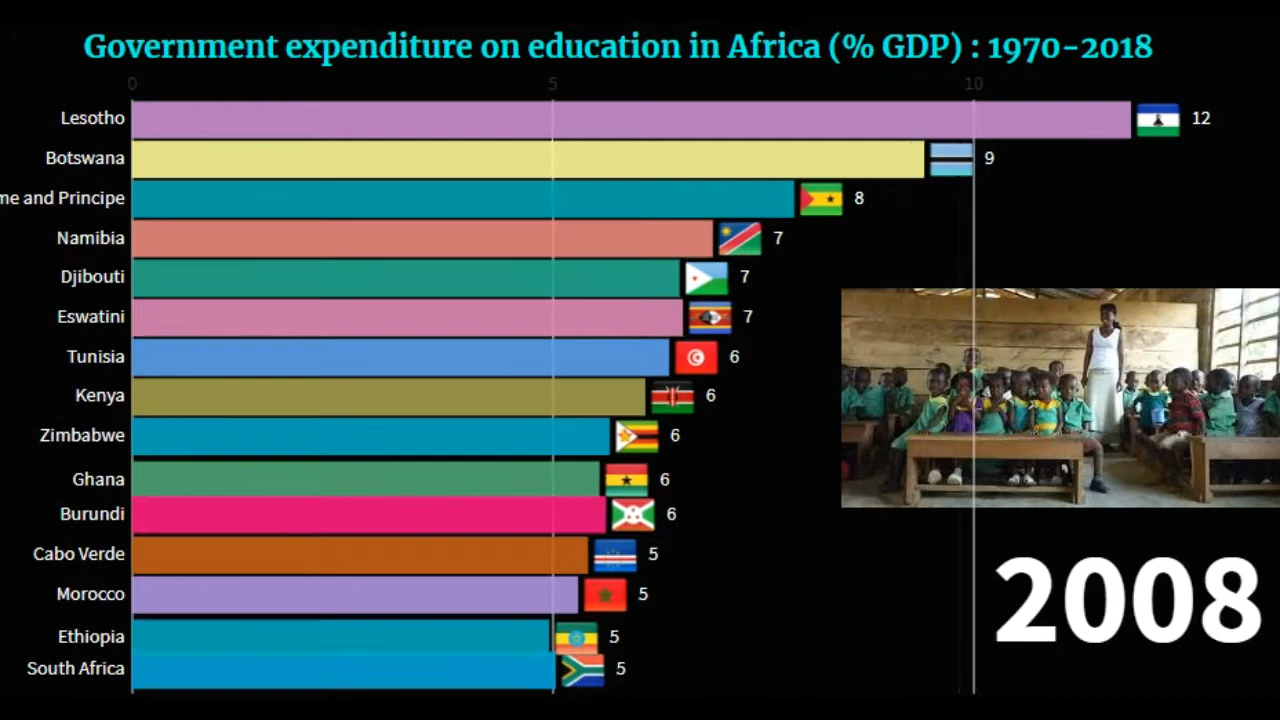 Government expenditure on education in Africa (% GDP) : 1970-2018
0 5 10
Lesotho 12
Botswana 9
me and Principe 8
Namibia 7
Djibouti 7
Eswatini 7
Tunisia 6
Kenya 6
Zimbabwe 6
Ghana 6
Burundi 6
Cabo Verde 5
Morocco 5
Ethiopia 5
South Africa 5
2008